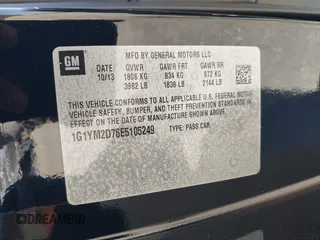 GM
MFD BY GENERAL MOTORS LLC
10/13 GVWR GAWR FRT GAWR RR
1806 KG 834 KG 972 KG
3982 LB 1838 LB 2144 LB
THIS VEHICLE CONFORMS TO ALL APPLICABLE U.S. FEDERAL MOTOR
VEHICLE SAFETY, BUMPER, AND THEFT PREVENTION STANDARDS IN
EFFECT ON THE DATE OF MANUFACTURE SHOWN ABOVE.
1G1YM2D76E5105249 TYPE: PASS CAR